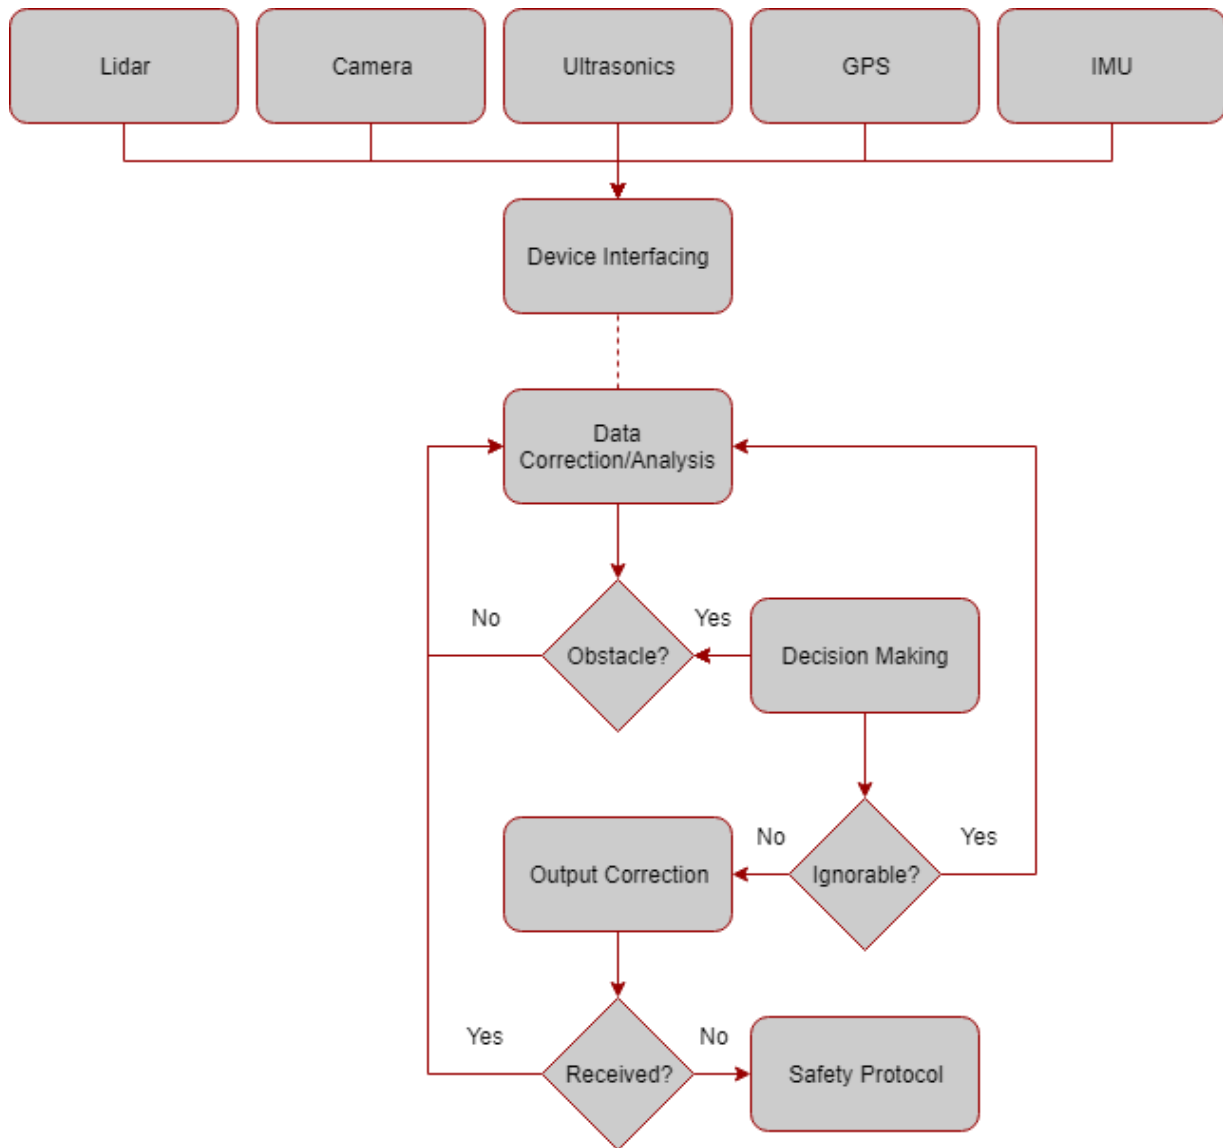 Lidar
Camera
Ultrasonics
GPS
IMU
Device Interfacing
Data
Correction/Analysis
No
Yes
Obstacle?
Decision Making
No
Yes
Output Correction
Ignorable?
Yes
No
Received?
Safety Protocol